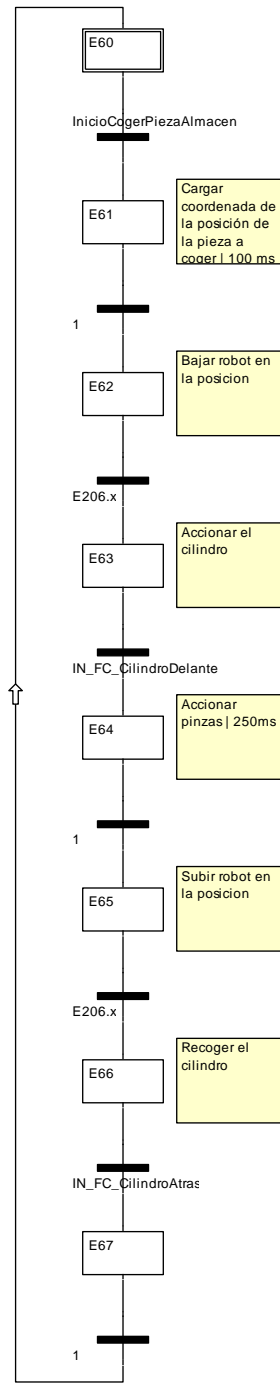 E60
InicioCogerPiezaAlmacen
E61
Cargar
coordenada de
la posición de
la pieza a
coger | 100 ms
1
E62
Bajar robot en
la posicion
E206.x
E63
Accionar el
cilindro
IN_FC_CilindroDelante
E64
Accionar
pinzas | 250ms
1
E65
Subir robot en
la posicion
E206.x
E66
Recoger el
cilindro
IN_FC_CilindroAtras
E67
1